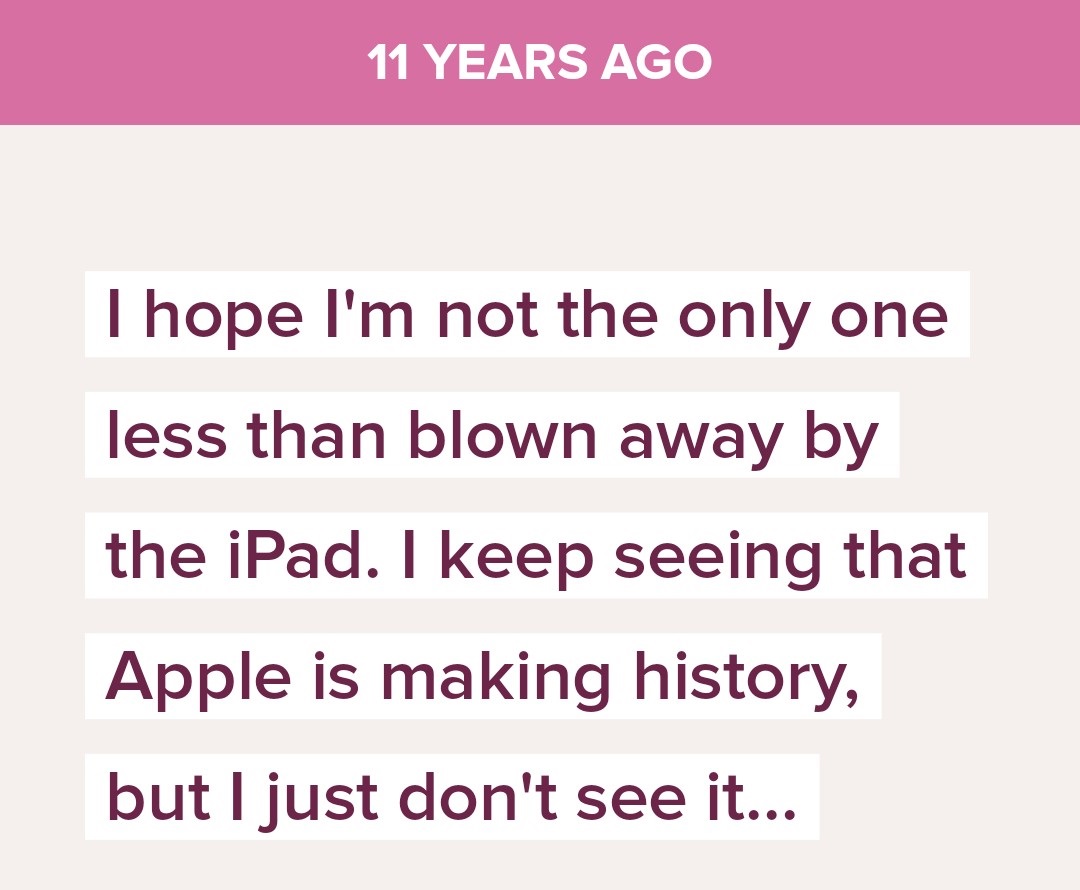 11 YEARS AGO
I hope I'm not the only one
less than blown away by
the iPad. I keep seeing that
Apple is making history,
but I just don't see it...